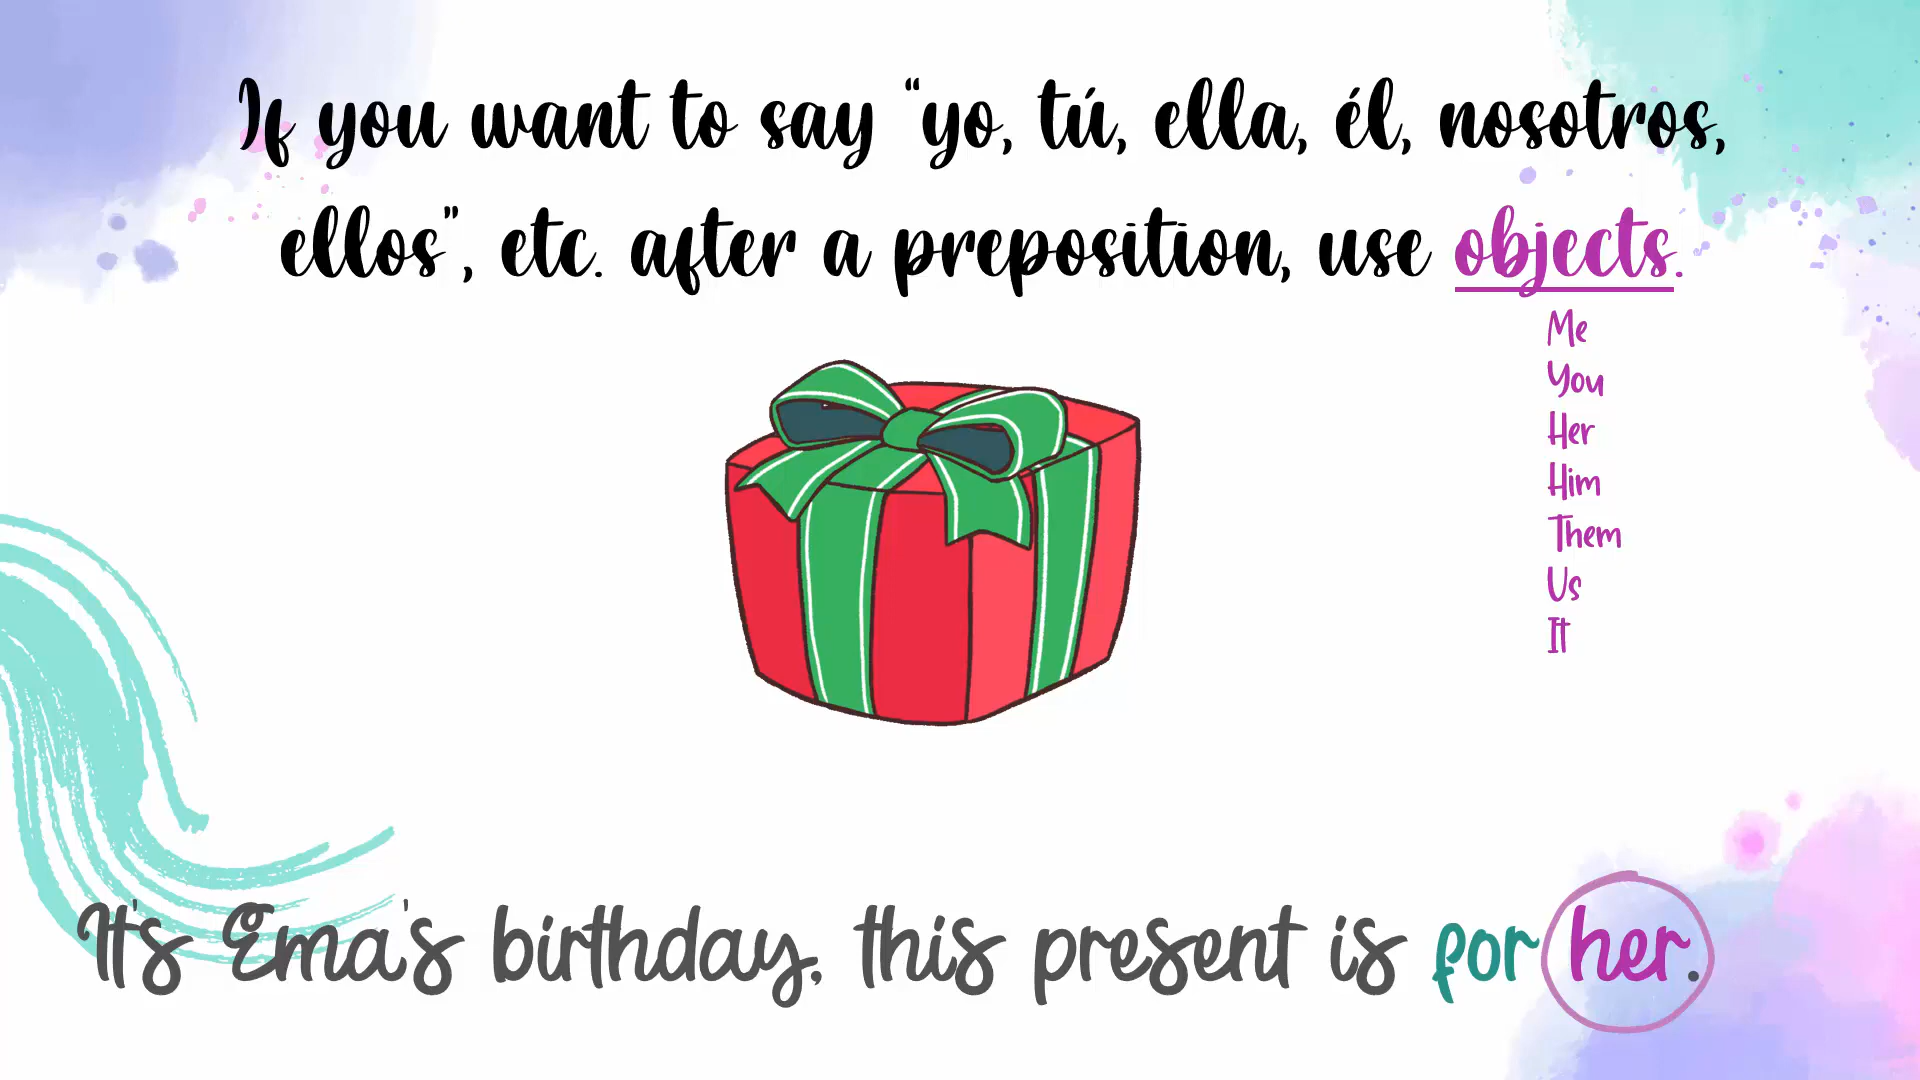 If you want to say “yo, tú, ella, él, nosotros,
ellos”, etc. after a preposition, use objects.
Me
You
Her
Him
Them
Us
It
It's Ema's birthday, this present is for her.